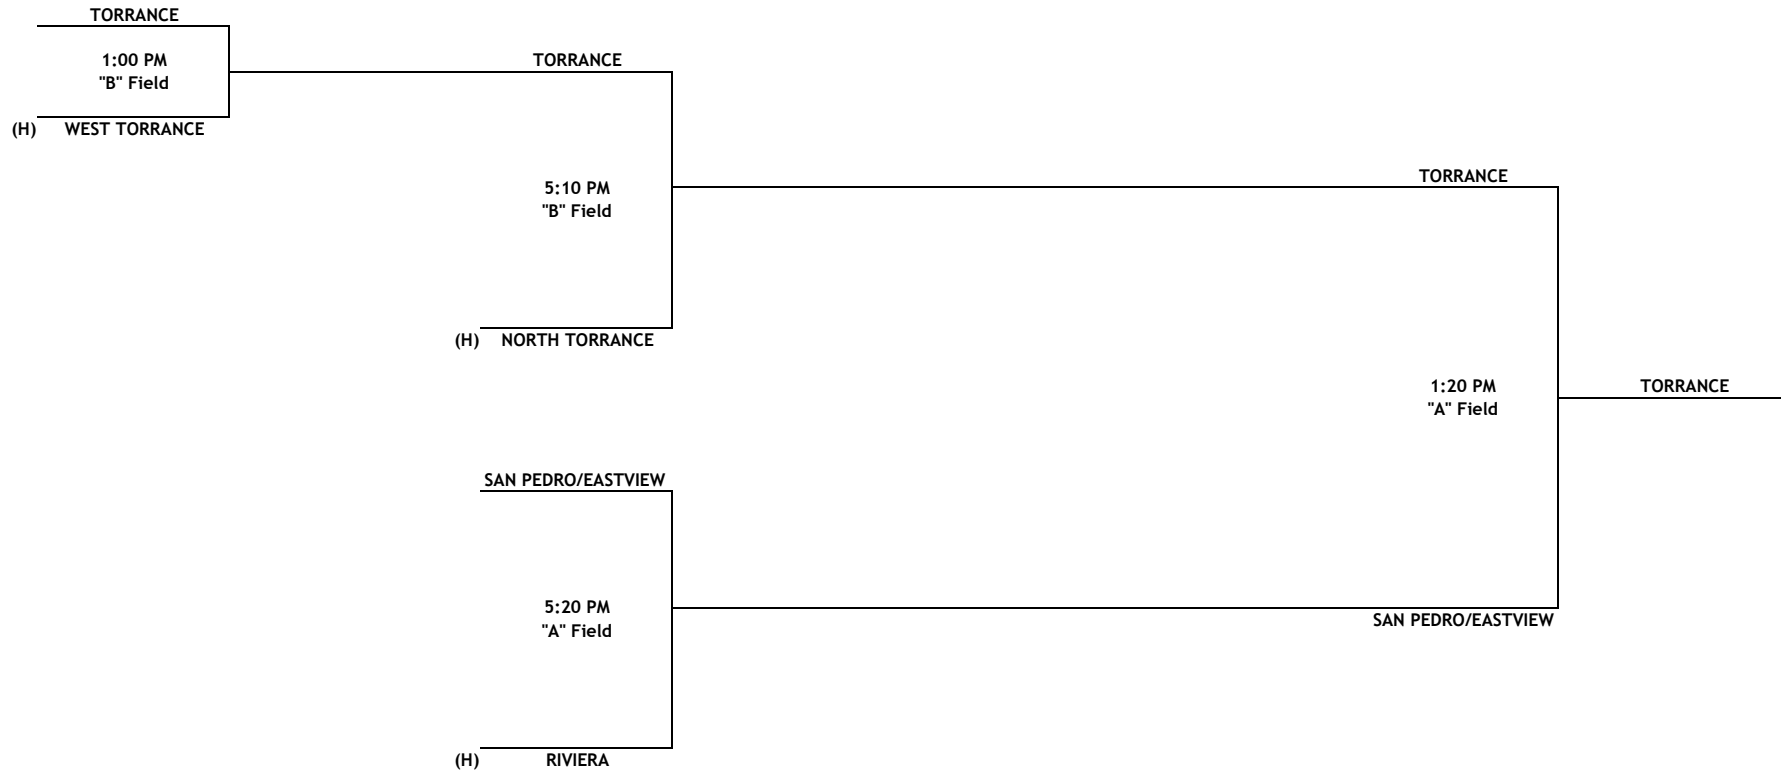 TORRANCE
1:00 PM
"B" Field
(H) WEST TORRANCE
TORRANCE
5:10 PM
"B" Field
(H) NORTH TORRANCE
SAN PEDRO/EASTVIEW
5:20 PM
"A" Field
(H) RIVIERA
TORRANCE
1:20 PM
"A" Field
SAN PEDRO/EASTVIEW
TORRANCE